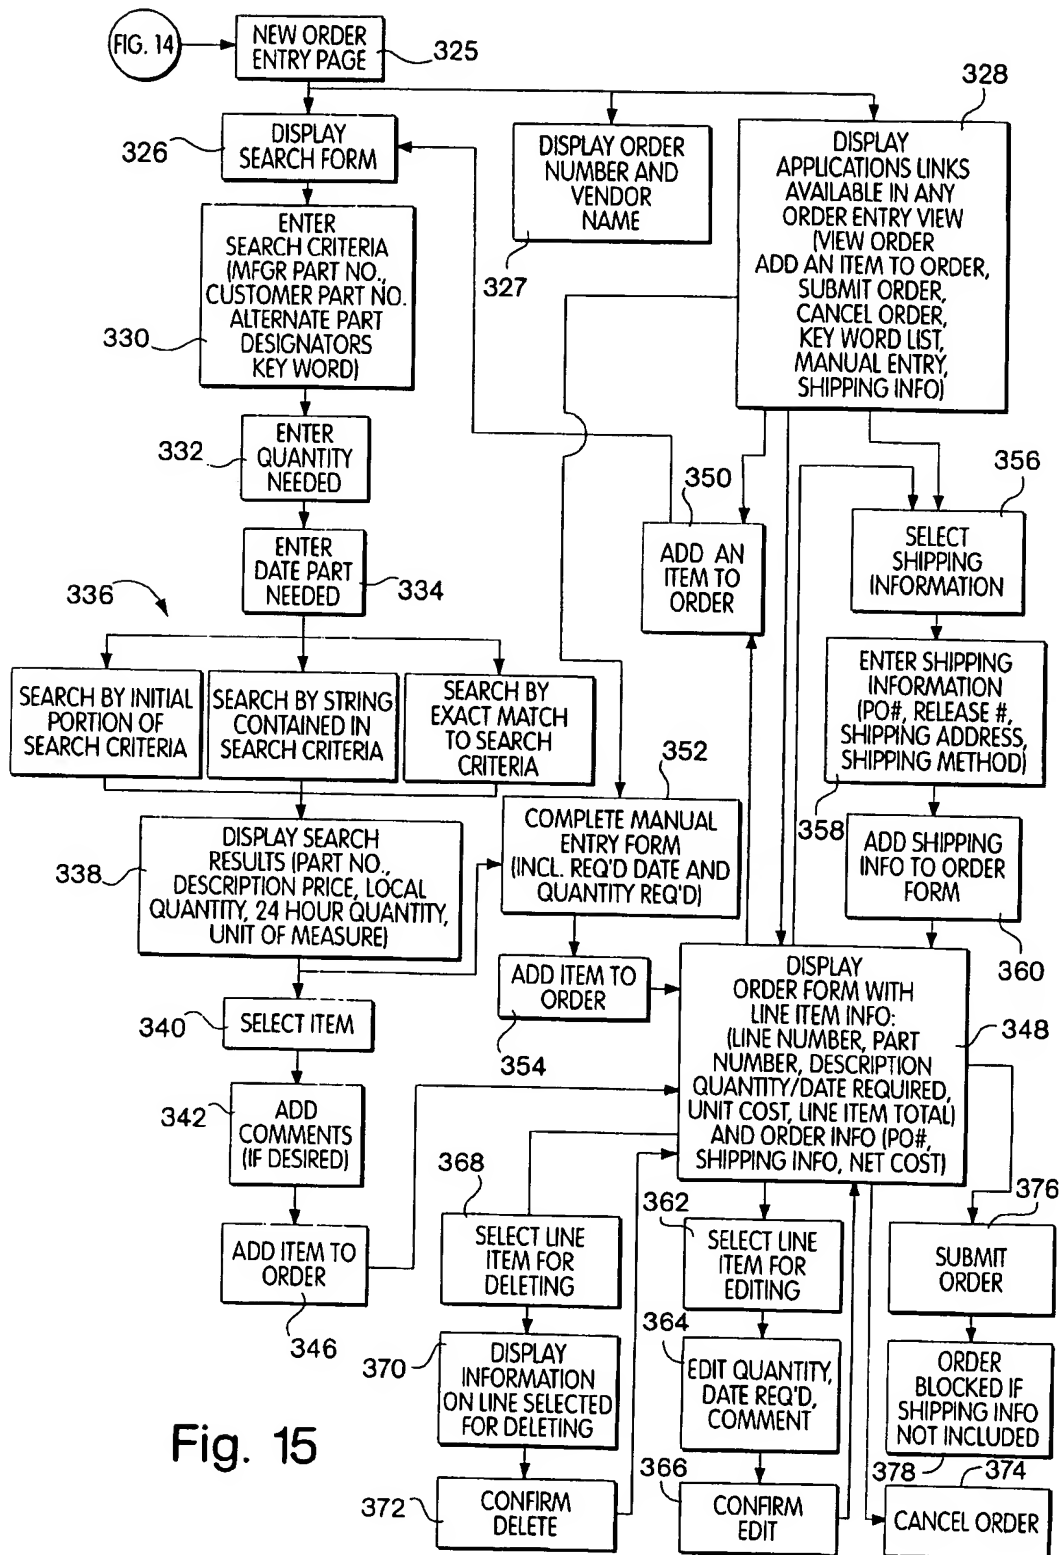 FIG. 14
NEW ORDER
ENTRY PAGE
325
328
DISPLAY
SEARCH FORM
326
DISPLAY ORDER
NUMBER AND
VENDOR
NAME
327
DISPLAY
APPLICATIONS LINKS
AVAILABLE IN ANY
ORDER ENTRY VIEW
(VIEW ORDER
ADD AN ITEM TO ORDER,
SUBMIT ORDER,
CANCEL ORDER,
KEY WORD LIST,
MANUAL ENTRY,
SHIPPING INFO)
ENTER
SEARCH CRITERIA
(MFGR PART NO.,
CUSTOMER PART NO.
ALTERNATE PART
DESIGNATORS
KEY WORD)
330
332
ENTER
QUANTITY
NEEDED
ENTER
DATE PART
NEEDED
334
336
350
ADD AN
ITEM TO
ORDER
356
SELECT
SHIPPING
INFORMATION
SEARCH BY INITIAL
PORTION OF
SEARCH CRITERIA
SEARCH BY STRING
CONTAINED IN
SEARCH CRITERIA
SEARCH BY
EXACT MATCH
TO SEARCH
CRITERIA
ENTER SHIPPING
INFORMATION
(PO#, RELEASE #,
SHIPPING ADDRESS,
SHIPPING METHOD)
358
352
COMPLETE MANUAL
ENTRY FORM
(INCL. REQ'D DATE AND
QUANTITY REQ'D)
338
DISPLAY SEARCH
RESULTS (PART NO.,
DESCRIPTION PRICE, LOCAL
QUANTITY, 24 HOUR QUANTITY,
UNIT OF MEASURE)
ADD SHIPPING
INFO TO ORDER
FORM
360
ADD ITEM TO
ORDER
354
DISPLAY
ORDER FORM WITH
LINE ITEM INFO:
(LINE NUMBER, PART
NUMBER, DESCRIPTION
QUANTITY/DATE REQUIRED,
UNIT COST, LINE ITEM TOTAL)
AND ORDER INFO (PO#,
SHIPPING INFO, NET COST)
348
340
SELECT ITEM
342
ADD
COMMENTS
(IF DESIRED)
ADD ITEM TO
ORDER
346
368
SELECT LINE
ITEM FOR
DELETING
362
SELECT LINE
ITEM FOR
EDITING
376
SUBMIT
ORDER
370
DISPLAY
INFORMATION
ON LINE SELECTED
FOR DELETING
364
EDIT QUANTITY,
DATE REQ'D,
COMMENT
ORDER
BLOCKED IF
SHIPPING INFO
NOT INCLUDED
378
372
CONFIRM
DELETE
366
CONFIRM
EDIT
374
CANCEL ORDER
Fig. 15